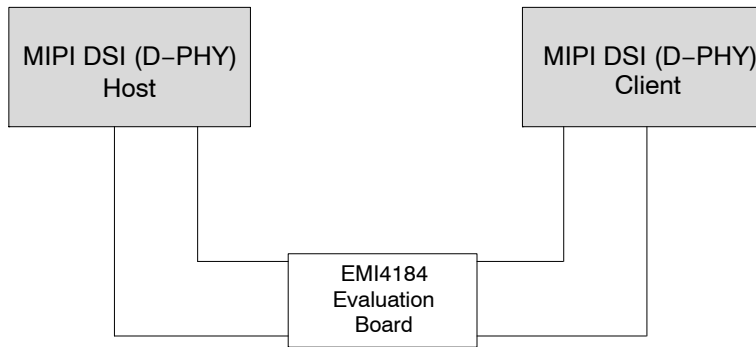 MIPI DSI (D−PHY)
Host
MIPI DSI (D−PHY)
Client
EMI4184
Evaluation
Board